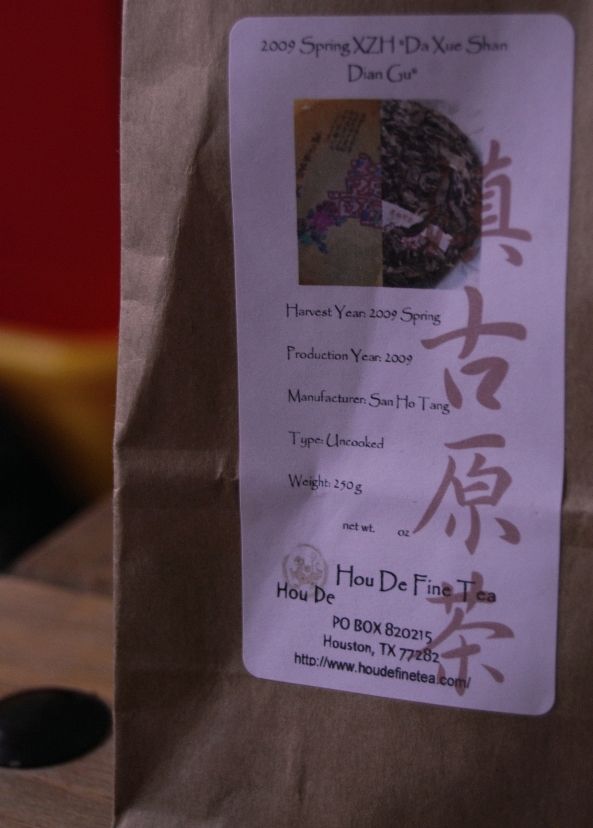 2009 Spring XZH "Da Xue Shan
Dian Gu"
Harvest Year: 2009 Spring
Production Year: 2009
Manufacturer: San Ho Tang
Type: Uncooked
Weight: 250g
net wt. oz
Hou De Fine Tea
Hou De
PO BOX 820215
Houston, TX 77282
http://www.houdefinetea.com/
古
原
茶